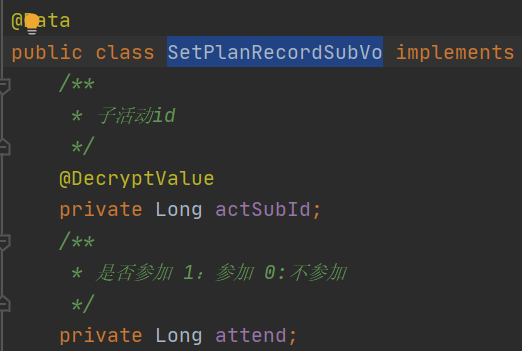 @Data
public class SetPlanRecordSubVo implements
/**
* 子活动id
*/
@DecryptValue
private Long actSubId;
/**
* 是否参加 1：参加 0:不参加
*/
private Long attend;